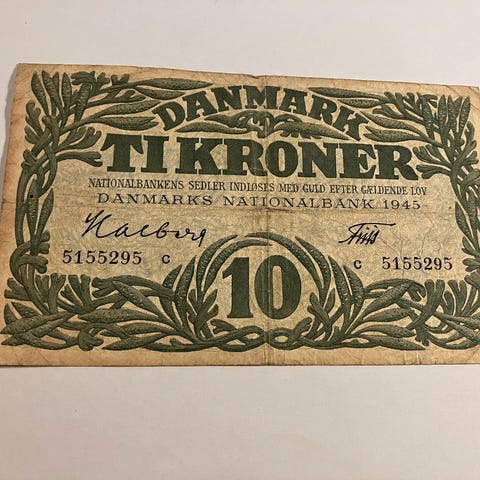 DANMARK
TI KRONER
NATIONALBANKENS SEDLER INDLØSES MED GULD EFTER GÆLDENDE LOV
DANMARKS NATIONALBANK 1945
5155295 C C 5155295
10